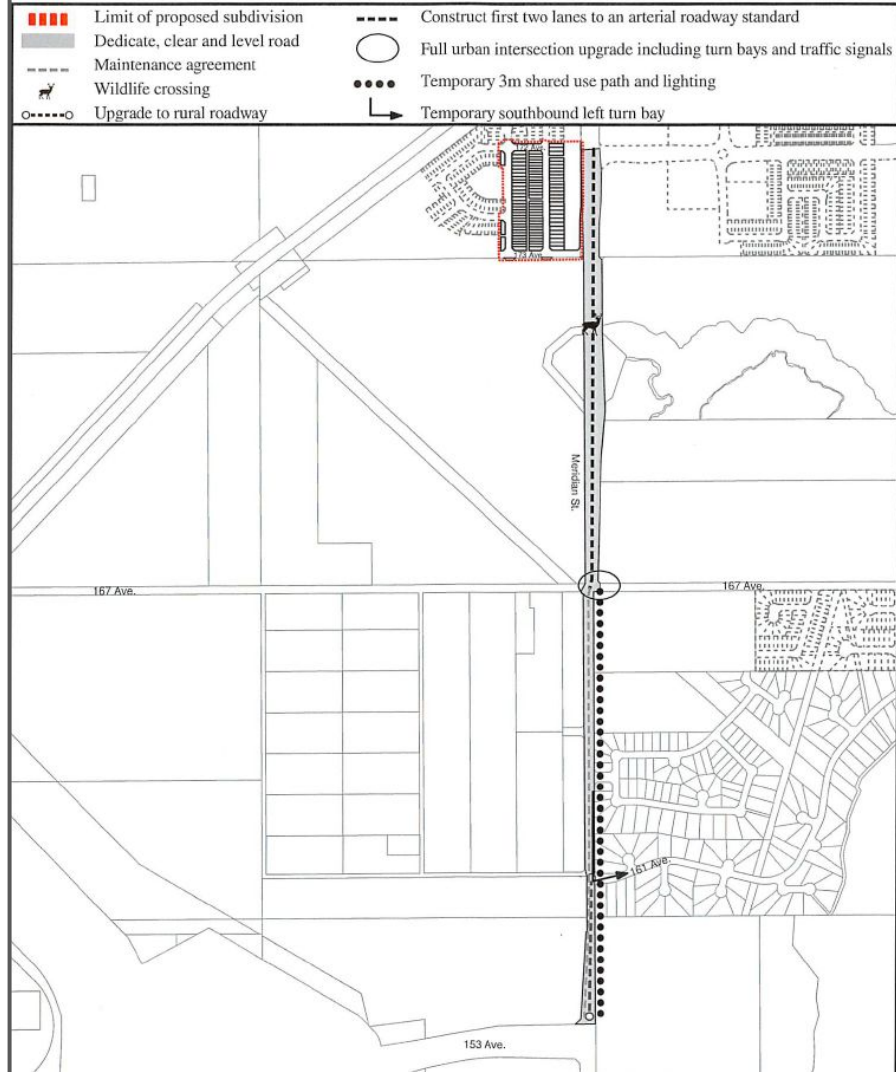 Limit of proposed subdivision
Dedicate, clear and level road
Maintenance agreement
Wildlife crossing
Upgrade to rural roadway
Construct first two lanes to an arterial roadway standard
Full urban intersection upgrade including turn bays and traffic signals
Temporary 3m shared use path and lighting
Temporary southbound left turn bay
172 Ave.
173 Ave.
Meridian St.
167 Ave.
167 Ave.
161 Ave.
153 Ave.